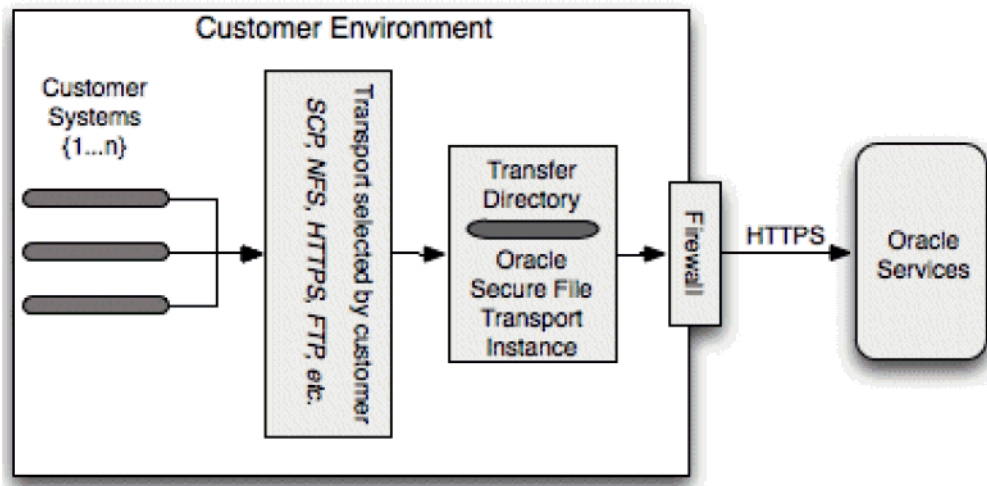 Customer Environment
Customer
Systems
{1...n}
Transport selected by customer
SCP, NFS, HTTPS, FTP, etc.
Transfer
Directory
Oracle
Secure File
Transport
Instance
Firewall
HTTPS
Oracle
Services